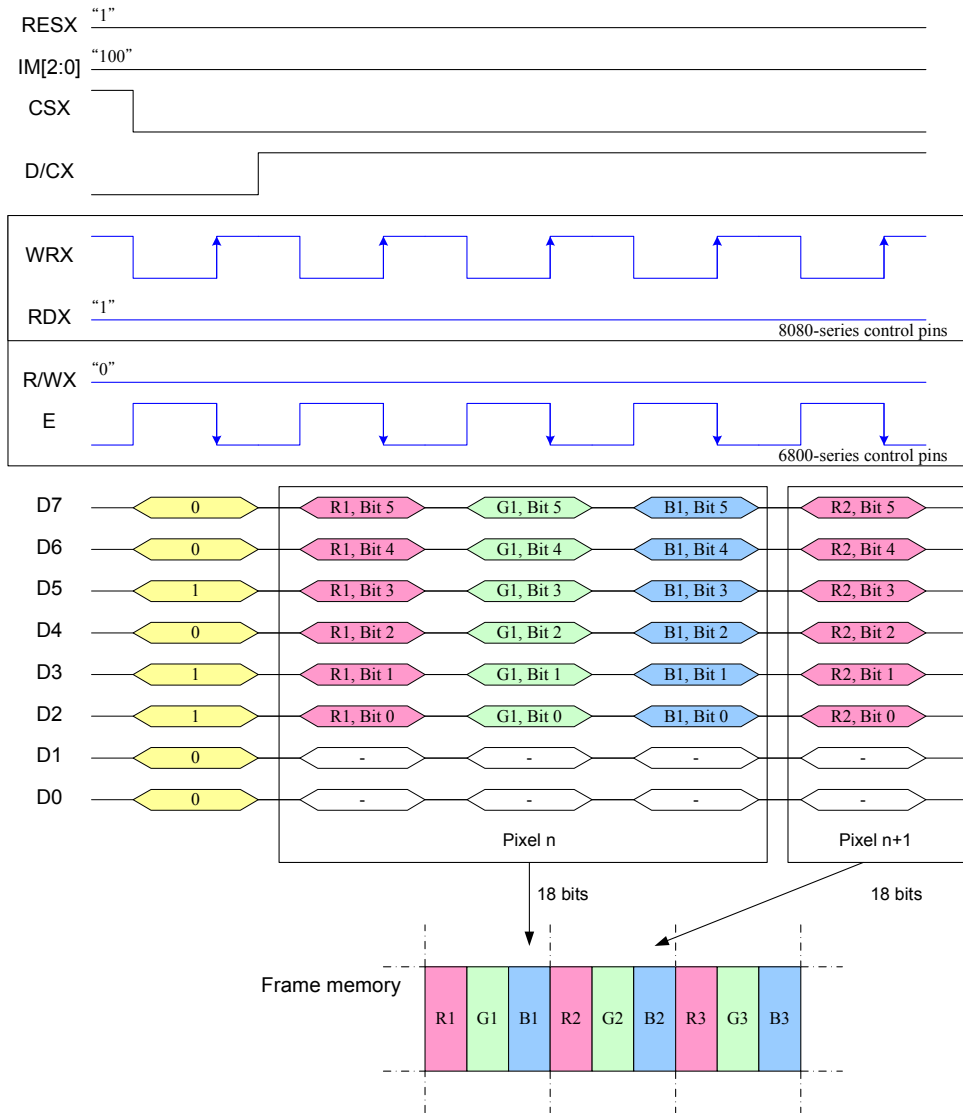 RESX “1”
IM[2:0] “100”
CSX
D/CX
WRX
RDX “1”
8080-series control pins
R/WX “0”
E
6800-series control pins
D7 0 R1, Bit 5 G1, Bit 5 B1, Bit 5 R2, Bit 5
D6 0 R1, Bit 4 G1, Bit 4 B1, Bit 4 R2, Bit 4
D5 1 R1, Bit 3 G1, Bit 3 B1, Bit 3 R2, Bit 3
D4 0 R1, Bit 2 G1, Bit 2 B1, Bit 2 R2, Bit 2
D3 1 R1, Bit 1 G1, Bit 1 B1, Bit 1 R2, Bit 1
D2 1 R1, Bit 0 G1, Bit 0 B1, Bit 0 R2, Bit 0
D1 0 - - - -
D0 0 - - - -
Pixel n Pixel n+1
18 bits 18 bits
Frame memory
R1 G1 B1 R2 G2 B2 R3 G3 B3